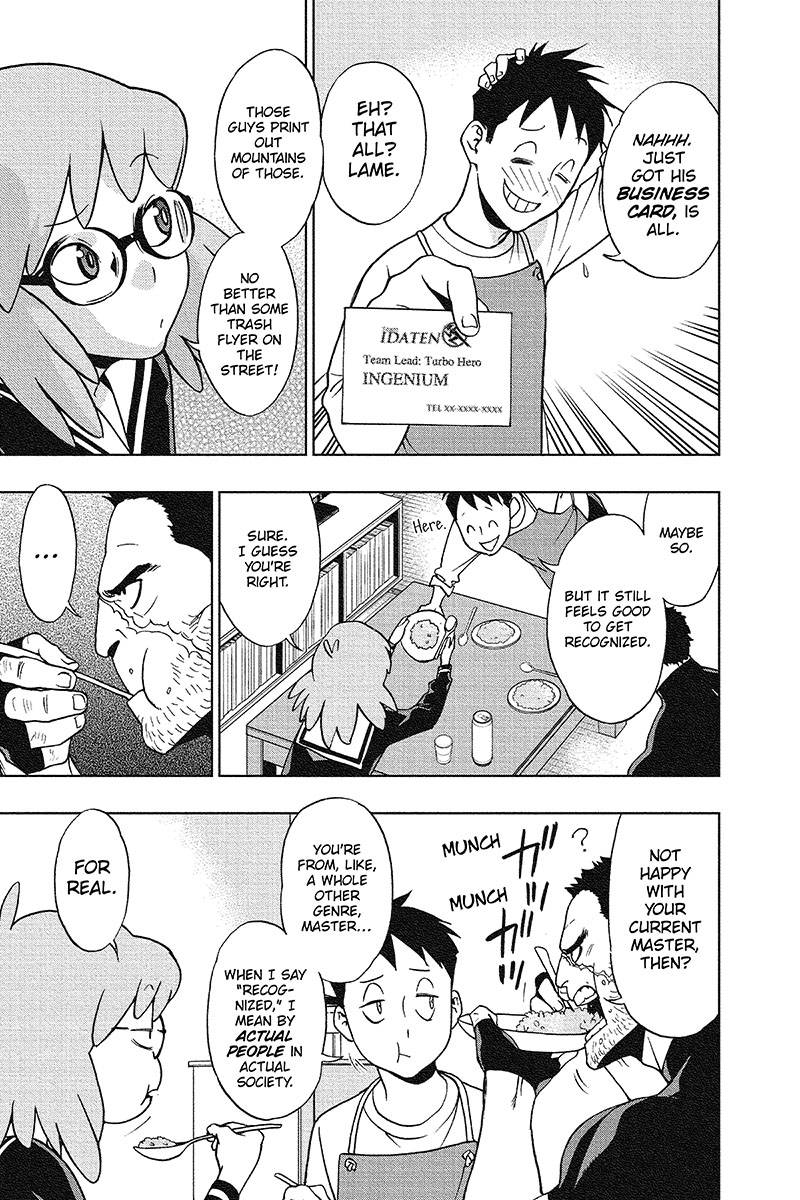 NAHHH.
JUST
GOT HIS
BUSINESS
CARD, IS
ALL.
EH?
THAT
ALL?
LAME.
Team
IDATEN
Team Lead: Turbo Hero
INGENIUM
TEL XX-XXXX-XXXX
THOSE
GUYS PRINT
OUT
MOUNTAINS
OF THOSE.
NO
BETTER
THAN SOME
TRASH
FLYER ON
THE
STREET!
MAYBE
SO.
BUT IT STILL
FEELS GOOD
TO GET
RECOGNIZED.
Here.
SURE.
I GUESS
YOU'RE
RIGHT.
...
NOT
HAPPY
WITH
YOUR
CURRENT
MASTER,
THEN?
?
MUNCH
ガ
MUNCH
ガ
YOU'RE
FROM, LIKE,
A WHOLE
OTHER
GENRE,
MASTER...
WHEN I SAY
"RECOG-
NIZED," I
MEAN BY
ACTUAL
PEOPLE IN
ACTUAL
SOCIETY.
FOR
REAL.